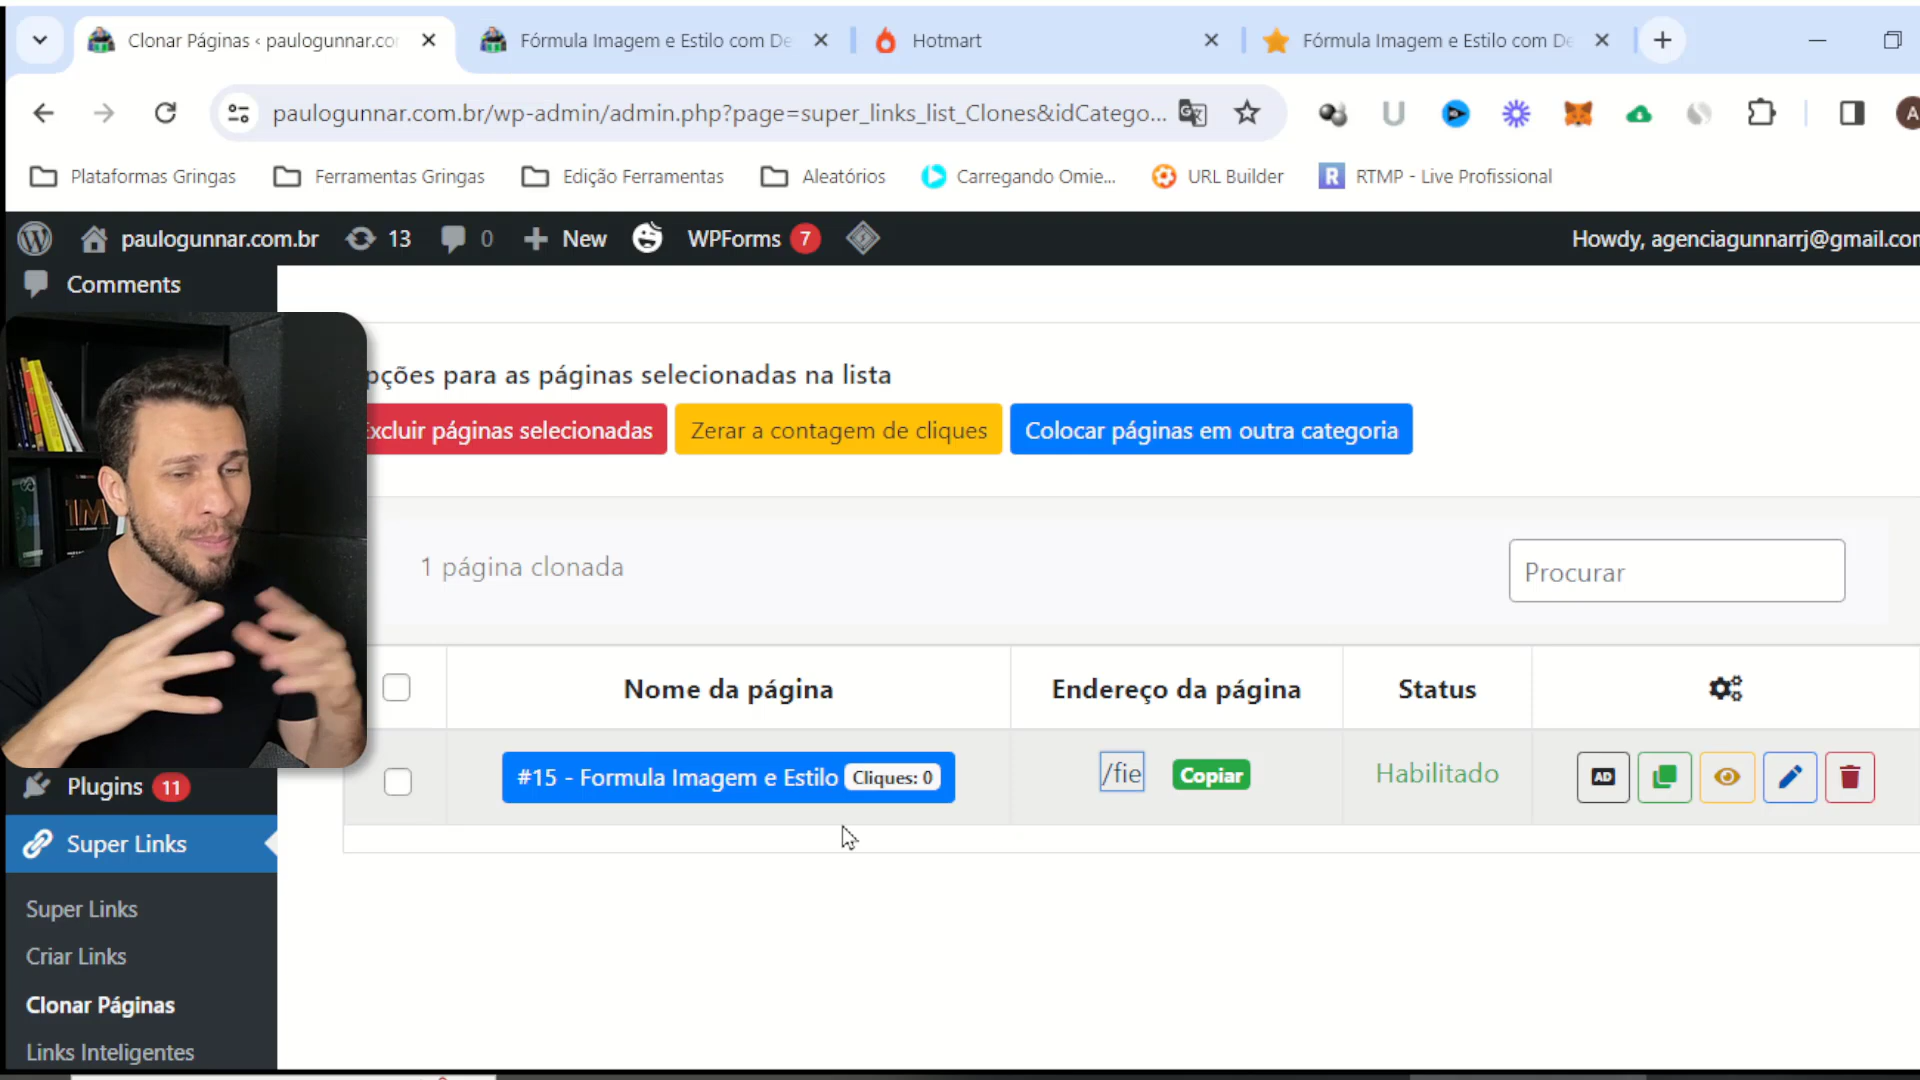 Clonar Páginas ‹ paulogunnar.co
Fórmula Imagem e Estilo com De
Hotmart
Fórmula Imagem e Estilo com De
paulogunnar.com.br/wp-admin/admin.php?page=super_links_list_Clones&idCatego...
A
Plataformas Gringas
Ferramentas Gringas
Edição Ferramentas
Aleatórios
Carregando Omie...
URL Builder
R RTMP - Live Profissional
paulogunnar.com.br
13
0
New
WPForms 7
Howdy, agenciagunnarrj@gmail.co
Comments
pções para as páginas selecionadas na lista
Excluir páginas selecionadas
Zerar a contagem de cliques
Colocar páginas em outra categoria
1M
1 página clonada
Procurar
Nome da página
Endereço da página
Status
#15 - Formula Imagem e Estilo Cliques: 0
/fie
Copiar
Habilitado
AD
Plugins 11
Super Links
Super Links
Criar Links
Clonar Páginas
Links Inteligentes